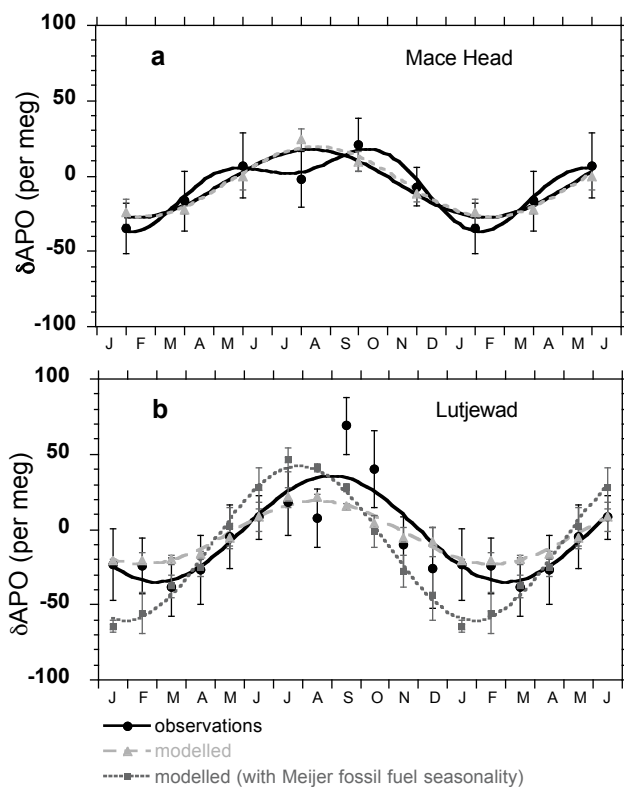 100
a
Mace Head
50
0
-50
-100
δAPO (per meg)
J F M A M J J A S O N D J F M A M J
100
b
Lutjewad
50
0
-50
-100
δAPO (per meg)
J F M A M J J A S O N D J F M A M J
observations
modelled
modelled (with Meijer fossil fuel seasonality)